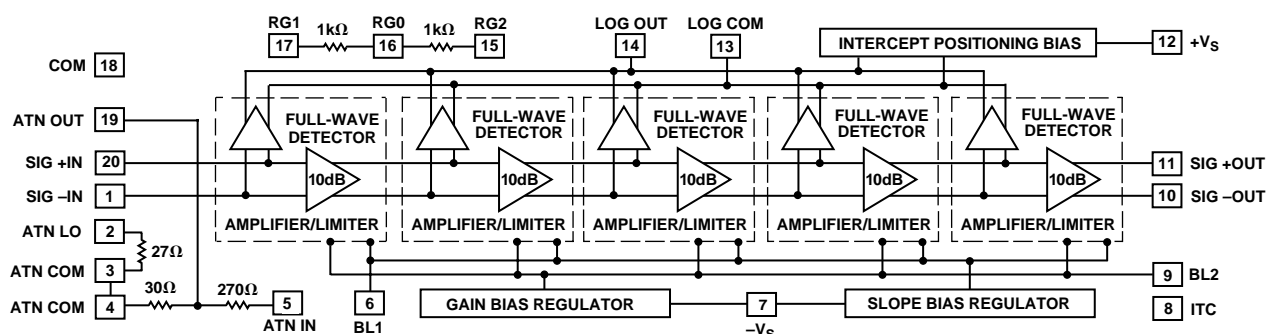 RG1 1kΩ RG0 1kΩ RG2 LOG OUT LOG COM
17 16 15 14 13 INTERCEPT POSITIONING BIAS 12 +VS
COM 18
ATN OUT 19
SIG +IN 20
SIG –IN 1
FULL-WAVE DETECTOR
FULL-WAVE DETECTOR
FULL-WAVE DETECTOR
FULL-WAVE DETECTOR
FULL-WAVE DETECTOR
10dB 10dB 10dB 10dB 10dB
11 SIG +OUT
10 SIG –OUT
AMPLIFIER/LIMITER AMPLIFIER/LIMITER AMPLIFIER/LIMITER AMPLIFIER/LIMITER AMPLIFIER/LIMITER
ATN LO 2
27Ω
ATN COM 3
ATN COM 4
30Ω 270Ω
5
ATN IN
6
BL1
GAIN BIAS REGULATOR
7
–VS
SLOPE BIAS REGULATOR
9 BL2
8 ITC